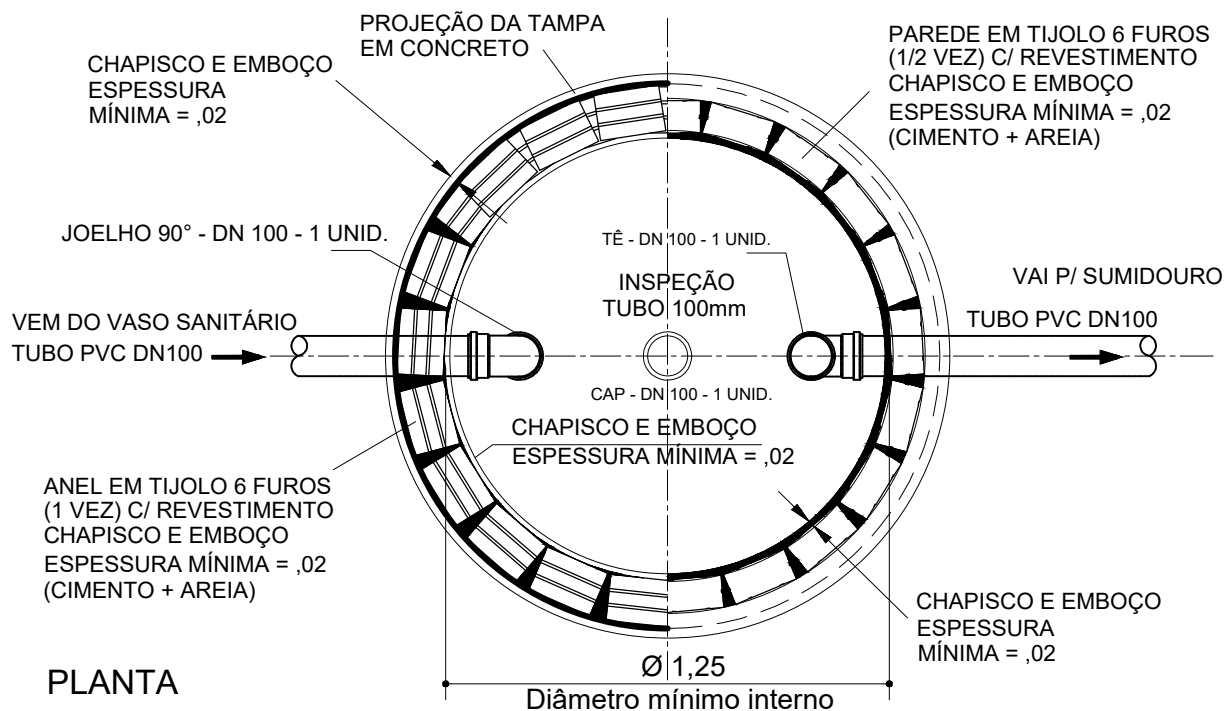 PROJEÇÃO DA TAMPA
EM CONCRETO
CHAPISCO E EMBOÇO
ESPESSURA
MÍNIMA = ,02
PAREDE EM TIJOLO 6 FUROS
(1/2 VEZ) C/ REVESTIMENTO
CHAPISCO E EMBOÇO
ESPESSURA MÍNIMA = ,02
(CIMENTO + AREIA)
JOELHO 90° - DN 100 - 1 UNID.
TÊ - DN 100 - 1 UNID.
INSPEÇÃO
TUBO 100mm
VAI P/ SUMIDOURO
TUBO PVC DN100
VEM DO VASO SANITÁRIO
TUBO PVC DN100
CAP - DN 100 - 1 UNID.
CHAPISCO E EMBOÇO
ESPESSURA MÍNIMA = ,02
ANEL EM TIJOLO 6 FUROS
(1 VEZ) C/ REVESTIMENTO
CHAPISCO E EMBOÇO
ESPESSURA MÍNIMA = ,02
(CIMENTO + AREIA)
CHAPISCO E EMBOÇO
ESPESSURA
MÍNIMA = ,02
Ø 1,25
Diâmetro mínimo interno
PLANTA